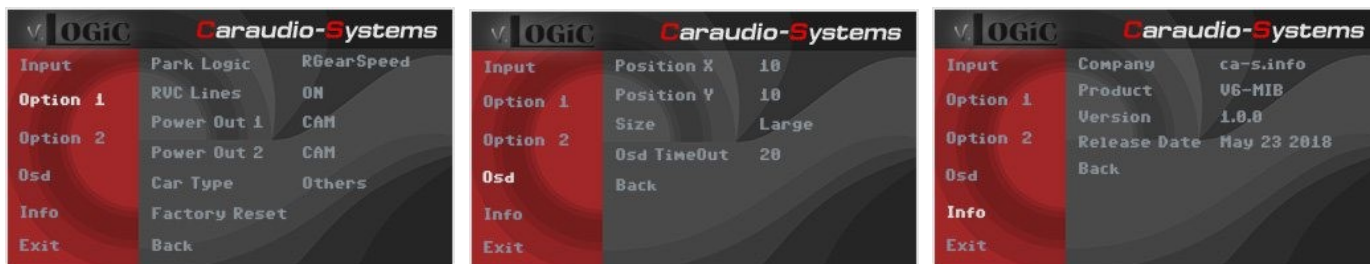 v.LOGiC Caraudio-Systems
Input
Option 1
Option 2
Osd
Info
Exit
Park Logic RGearSpeed
RVC Lines ON
Power Out 1 CAM
Power Out 2 CAM
Car Type Others
Factory Reset
Back
v.LOGiC Caraudio-Systems
Input
Option 1
Option 2
Osd
Info
Exit
Position X 10
Position Y 10
Size Large
Osd TimeOut 20
Back
v.LOGiC Caraudio-Systems
Input
Option 1
Option 2
Osd
Info
Exit
Company ca-s.info
Product V6-MIB
Version 1.0.0
Release Date May 23 2018
Back